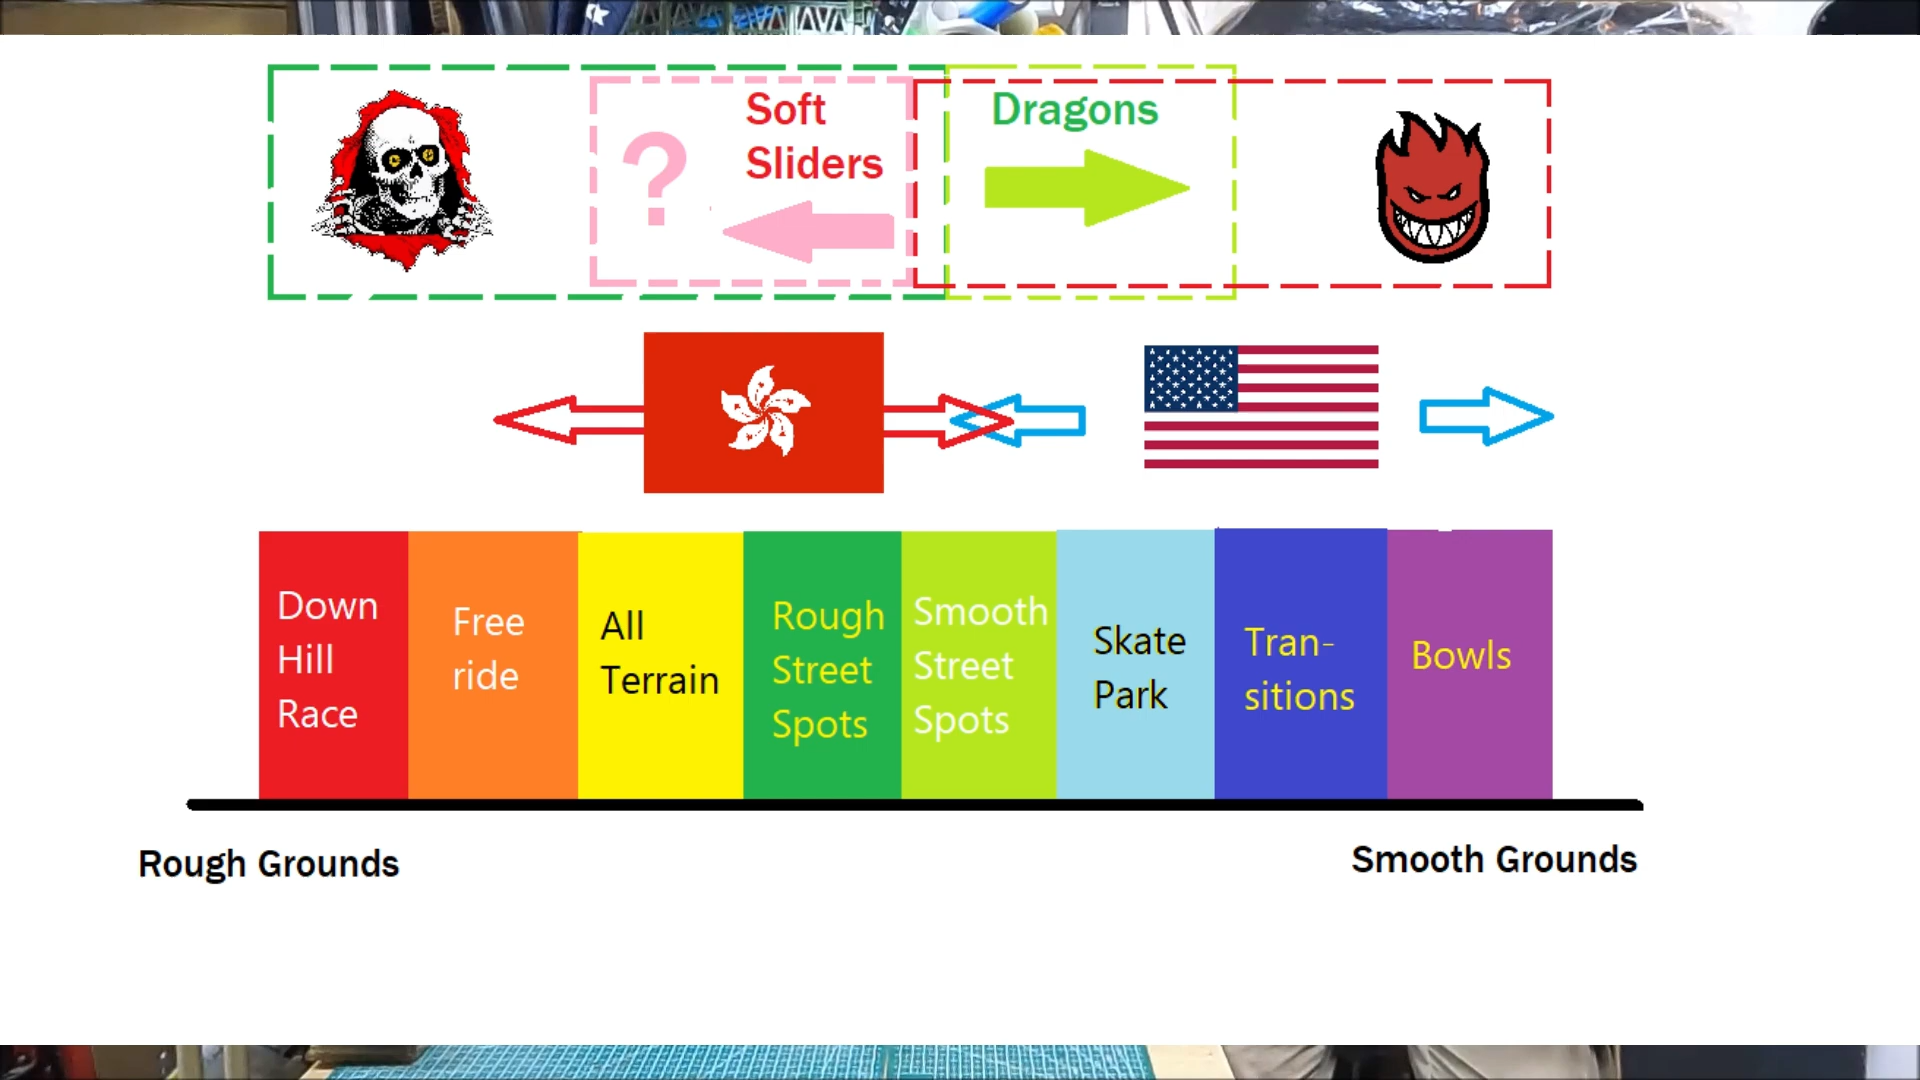 Soft
Sliders
?
Dragons
Down
Hill
Race
Free
ride
All
Terrain
Rough
Street
Spots
Smooth
Street
Spots
Skate
Park
Tran-
sitions
Bowls
Rough Grounds
Smooth Grounds